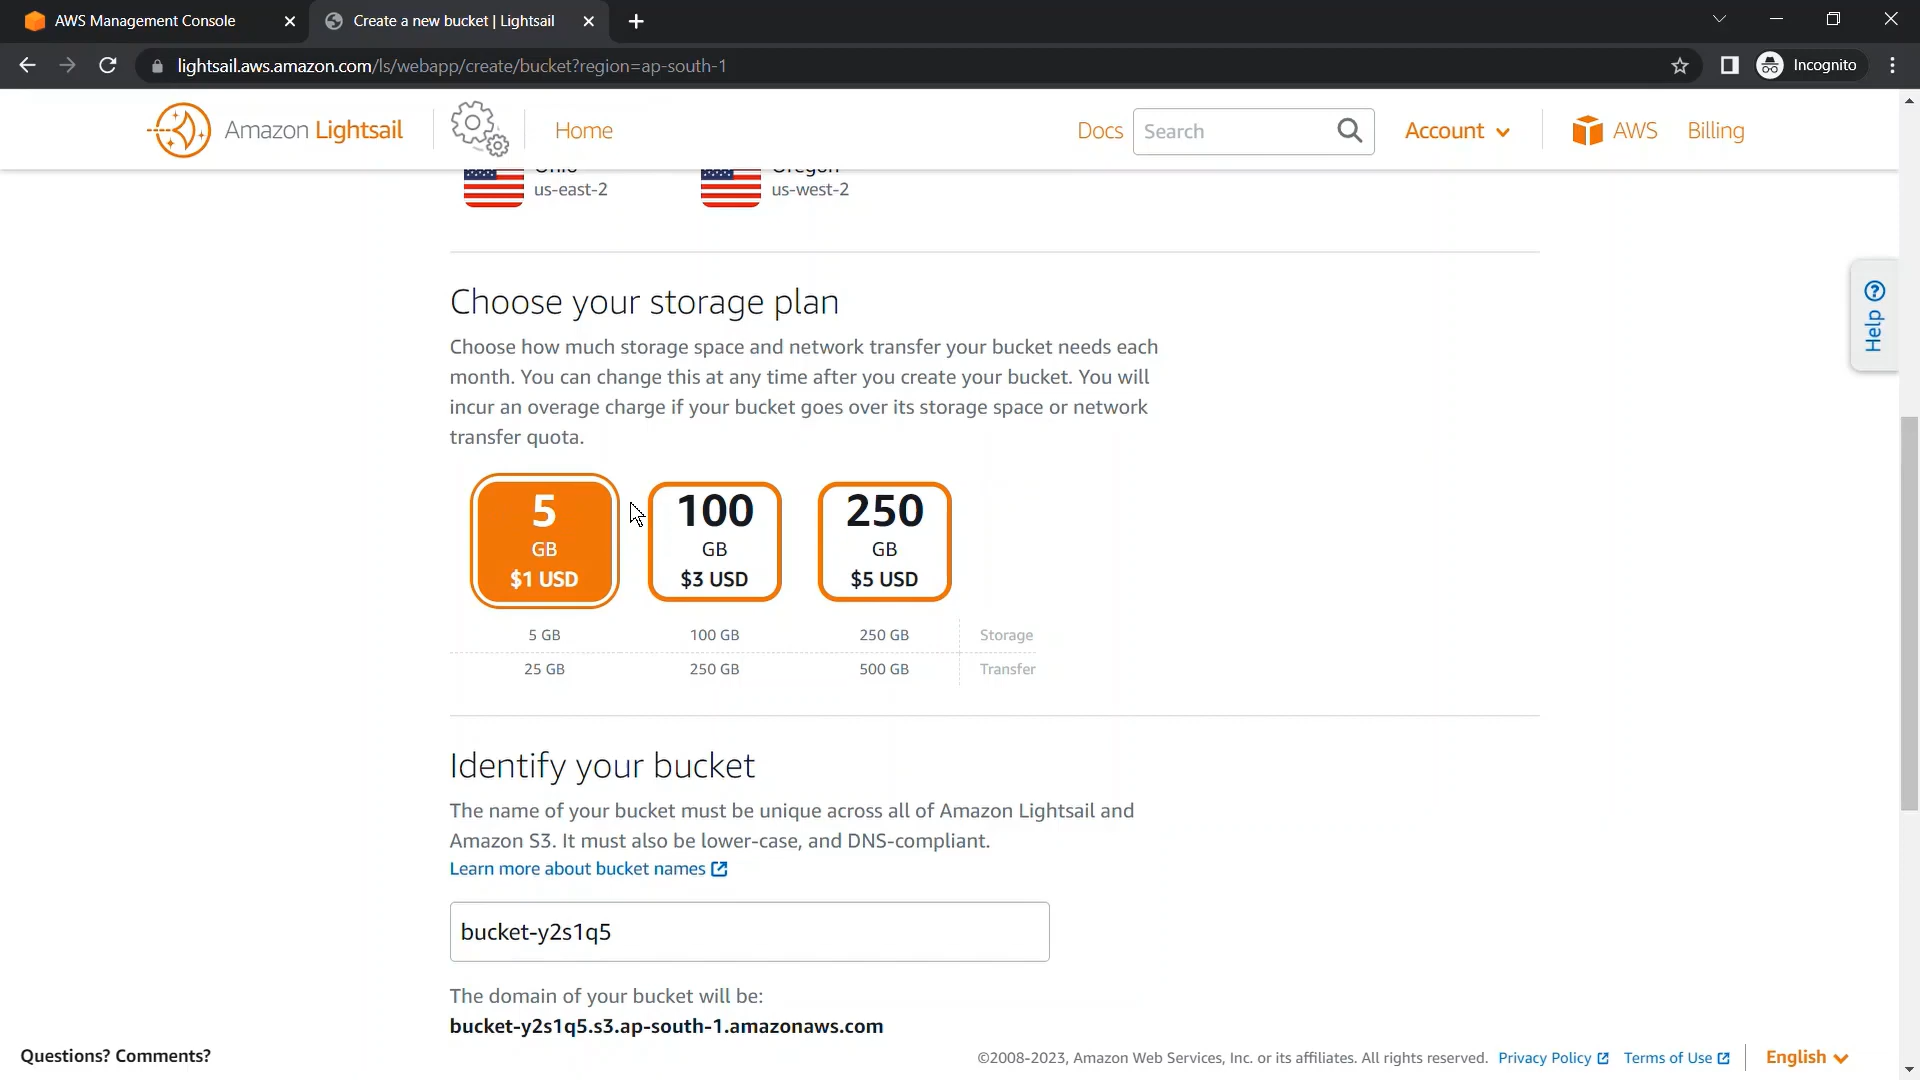 AWS Management Console
Create a new bucket | Lightsail
lightsail.aws.amazon.com/ls/webapp/create/bucket?region=ap-south-1
Incognito
Amazon Lightsail
Home
Docs
Search
Account
AWS
Billing
Ohio
us-east-2
Oregon
us-west-2
Help
Choose your storage plan
Choose how much storage space and network transfer your bucket needs each
month. You can change this at any time after you create your bucket. You will
incur an overage charge if your bucket goes over its storage space or network
transfer quota.
5 GB $1 USD
100 GB $3 USD
250 GB $5 USD
5 GB 100 GB 250 GB Storage
25 GB 250 GB 500 GB Transfer
Identify your bucket
The name of your bucket must be unique across all of Amazon Lightsail and
Amazon S3. It must also be lower-case, and DNS-compliant.
Learn more about bucket names
bucket-y2s1q5
The domain of your bucket will be:
bucket-y2s1q5.s3.ap-south-1.amazonaws.com
Questions? Comments?
©2008-2023, Amazon Web Services, Inc. or its affiliates. All rights reserved.
Privacy Policy
Terms of Use
English